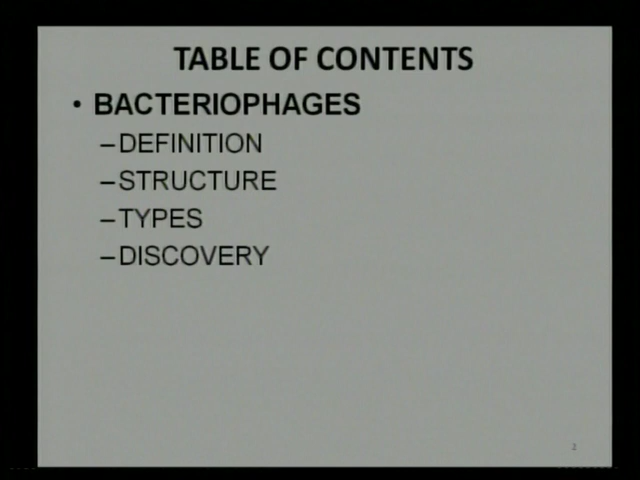 TABLE OF CONTENTS
• BACTERIOPHAGES
–DEFINITION
–STRUCTURE
–TYPES
–DISCOVERY
2